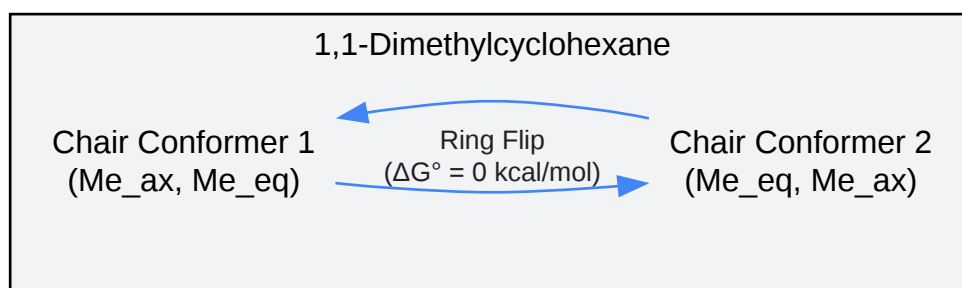 1,1-Dimethylcyclohexane
Chair Conformer 1
(Me_ax, Me_eq)
Ring Flip
(ΔG° = 0 kcal/mol)
Chair Conformer 2
(Me_eq, Me_ax)